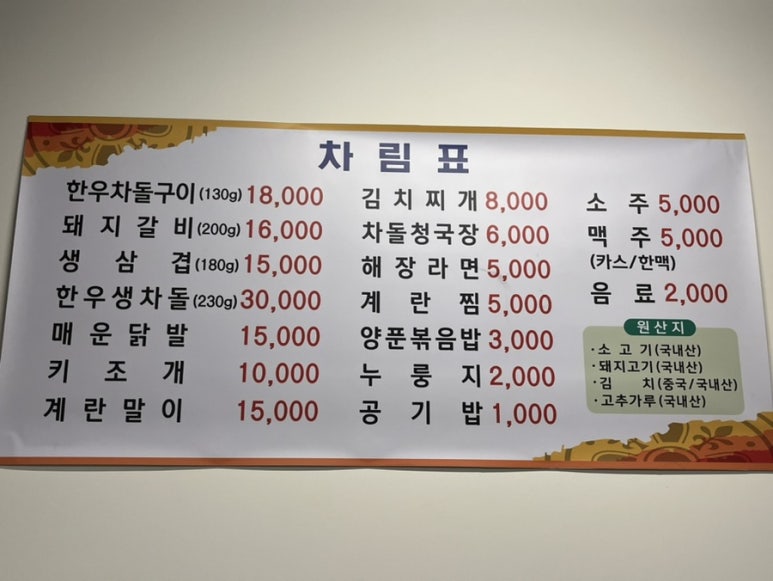 차림표
한우차돌구이(130g) 18,000
돼지갈비(200g) 16,000
생삼겹(180g) 15,000
한우생차돌(230g) 30,000
매운닭발 15,000
키조개 10,000
계란말이 15,000
김치찌개 8,000
차돌청국장 6,000
해장라면 5,000
계란찜 5,000
양푼볶음밥 3,000
누룽지 2,000
공기밥 1,000
소주 5,000
맥주 5,000
(카스/한맥)
음료 2,000
원산지
·소고기(국내산)
·돼지고기(국내산)
·김치(중국/국내산)
·고추가루(국내산)